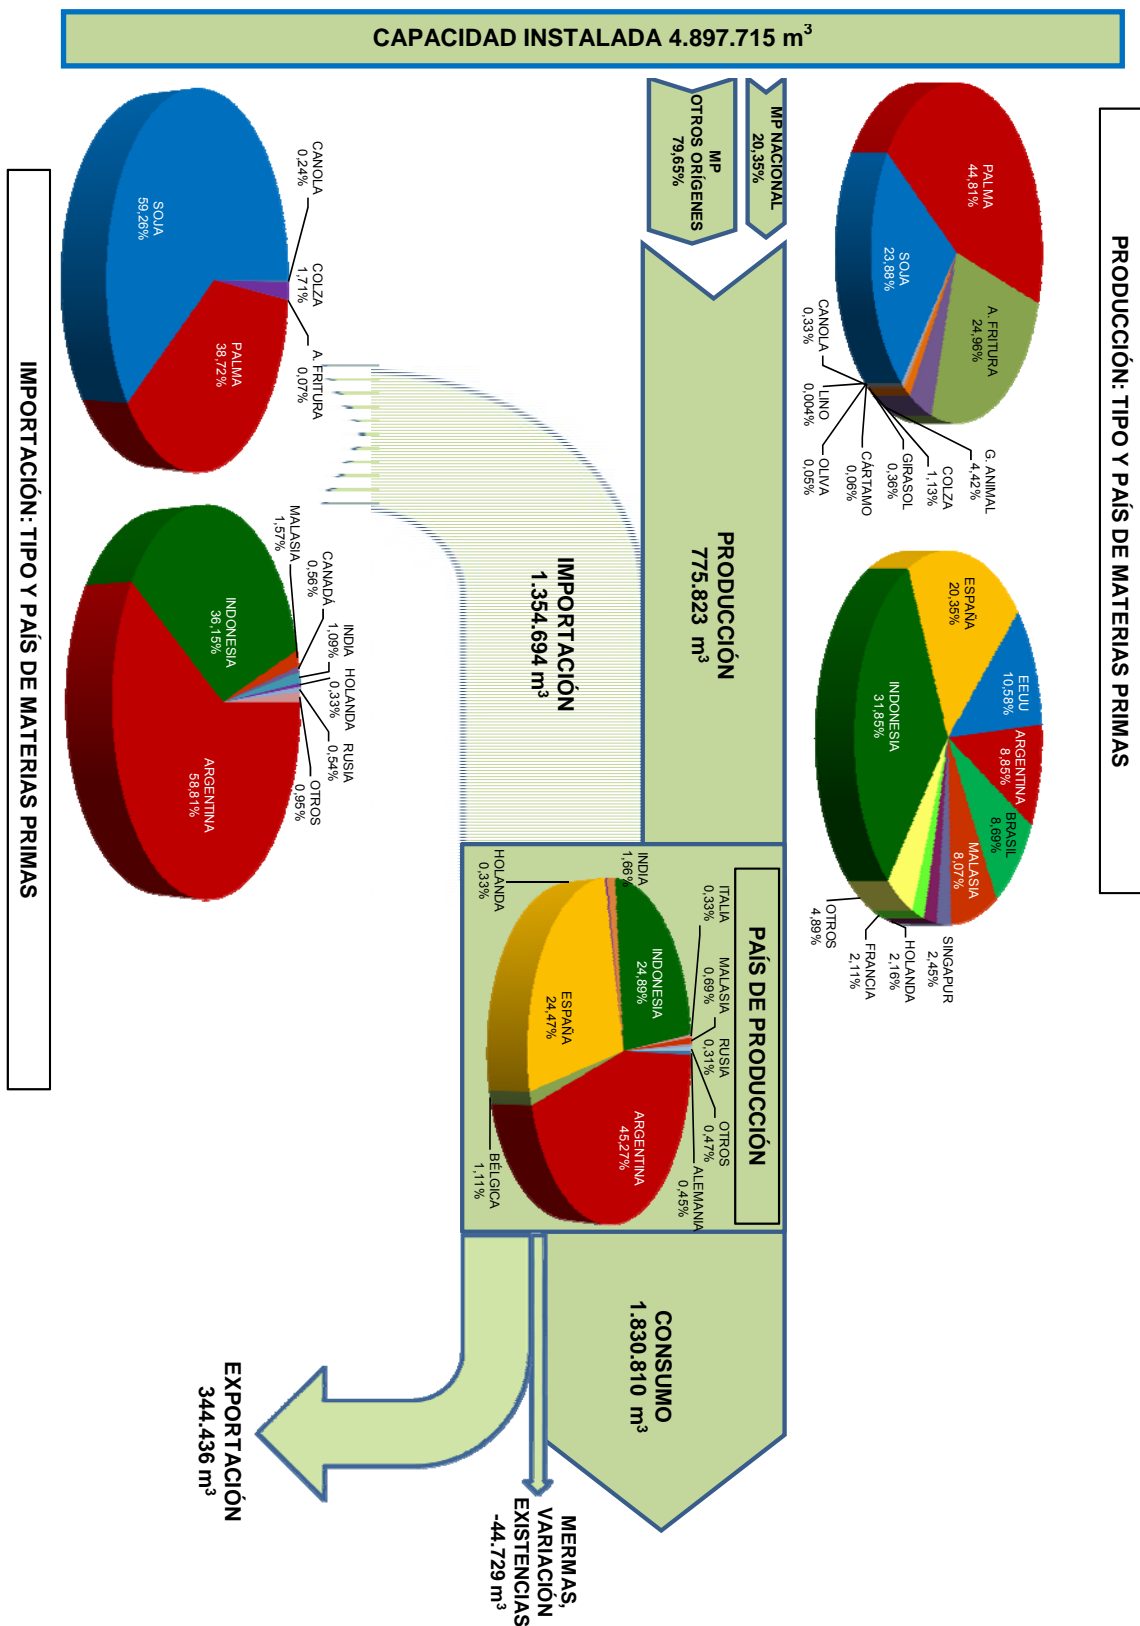 CAPACIDAD INSTALADA 4.897.715 m³
PRODUCCIÓN: TIPO Y PAÍS DE MATERIAS PRIMAS
PALMA
44,81%
A. FRITURA
24,96%
SOJA
23,88%
G. ANIMAL
4,42%
COLZA
1,13%
GIRASOL
0,36%
CÁRTAMO
0,06%
OLIVA
0,05%
LINO
0,004%
CANOLA
0,33%
ESPAÑA
20,35%
EEUU
10,58%
ARGENTINA
8,85%
BRASIL
8,69%
MALASIA
8,07%
SINGAPUR
2,45%
HOLANDA
2,16%
FRANCIA
2,11%
OTROS
4,89%
INDONESIA
31,85%
MP NACIONAL
20,35%
MP
OTROS ORÍGENES
79,65%
PRODUCCIÓN
775.823 m³
IMPORTACIÓN
1.354.694 m³
PAÍS DE PRODUCCIÓN
ITALIA
0,33%
MALASIA
0,69%
RUSIA
0,31%
OTROS
0,47%
ALEMANIA
0,45%
INDIA
1,66%
INDONESIA
24,89%
ARGENTINA
45,27%
HOLANDA
0,33%
ESPAÑA
24,47%
BÉLGICA
1,11%
CONSUMO
1.830.810 m³
MERMAS,
VARIACIÓN
EXISTENCIAS
-44.729 m³
EXPORTACIÓN
344.436 m³
CANOLA
0,24%
COLZA
1,71%
A. FRITURA
0,07%
SOJA
59,26%
PALMA
38,72%
MALASIA
1,57%
CANADÁ
0,56%
INDIA
1,09%
HOLANDA
0,33%
RUSIA
0,54%
OTROS
0,95%
INDONESIA
36,15%
ARGENTINA
58,81%
IMPORTACIÓN: TIPO Y PAÍS DE MATERIAS PRIMAS